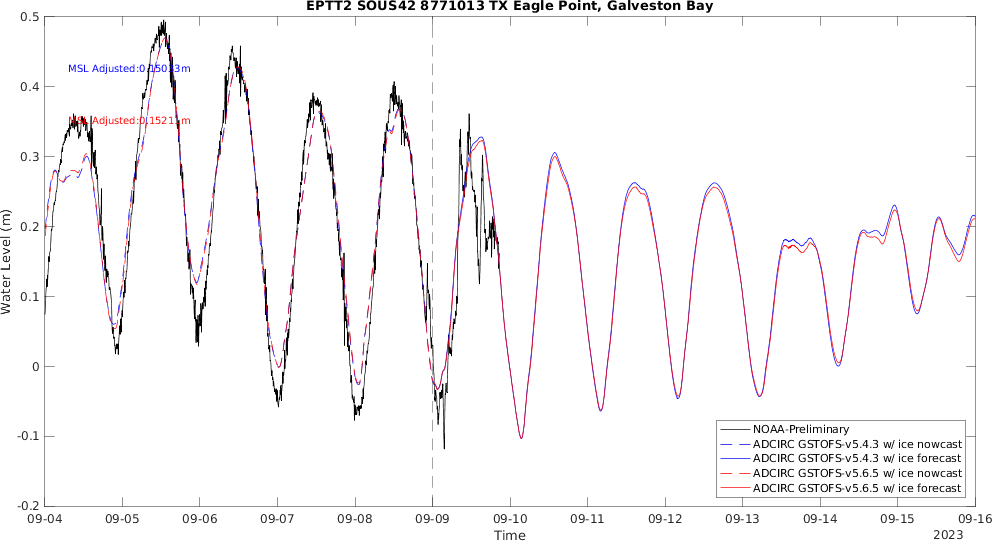 EPTT2 SOUS42 8771013 TX Eagle Point, Galveston Bay
0.5
0.4
0.3
0.2
0.1
0
-0.1
-0.2
Water Level (m)
MSL Adjusted:
MSL Adjusted:0.15211m
NOAA-Preliminary
ADCIRC GSTOFS-v5.4.3 w/ ice nowcast
ADCIRC GSTOFS-v5.4.3 w/ ice forecast
ADCIRC GSTOFS-v5.6.5 w/ ice nowcast
ADCIRC GSTOFS-v5.6.5 w/ ice forecast
09-04 09-05 09-06 09-07 09-08 09-09 09-10 09-11 09-12 09-13 09-14 09-15 09-16
Time
2023